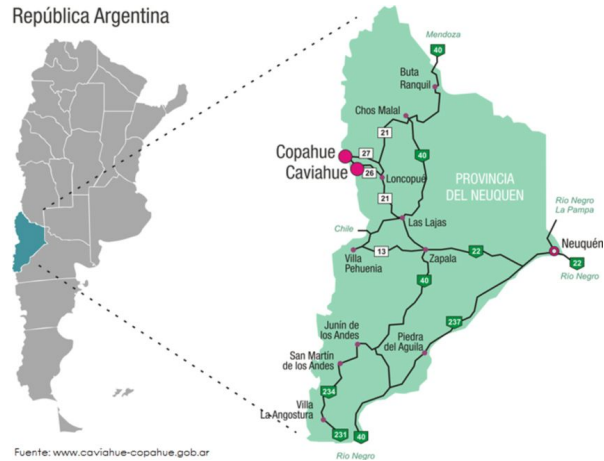 República Argentina
Mendoza
40
Buta
Ranquil
Chos Malal
21
27
40
Copahue
Caviahue
26
Loncopué
PROVINCIA
DEL NEUQUEN
21
Río Negro
La Pampa
Las Lajas
Chile
Neuquén
Villa
Pehuenia
13
Zapala
22
22
Río Negro
40
Junín de
los Andes
237
Piedra
del Aguila
San Martín
de los Andes
234
Villa
La Angostura
231
40
Río Negro
Fuente: www.caviahue-copahue.gob.ar